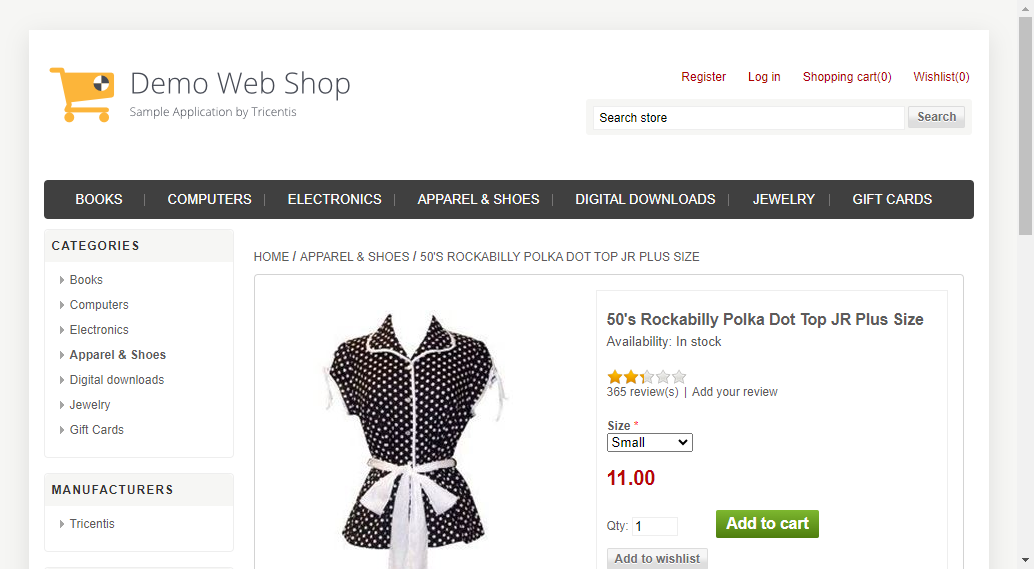 Demo Web Shop
Sample Application by Tricentis
Register Log in Shopping cart(0) Wishlist(0)
Search store Search
BOOKS COMPUTERS ELECTRONICS APPAREL & SHOES DIGITAL DOWNLOADS JEWELRY GIFT CARDS
CATEGORIES
Books
Computers
Electronics
Apparel & Shoes
Digital downloads
Jewelry
Gift Cards
MANUFACTURERS
Tricentis
HOME / APPAREL & SHOES / 50'S ROCKABILLY POLKA DOT TOP JR PLUS SIZE
50's Rockabilly Polka Dot Top JR Plus Size
Availability: In stock
365 review(s) | Add your review
Size *
Small
11.00
Qty: 1 Add to cart
Add to wishlist